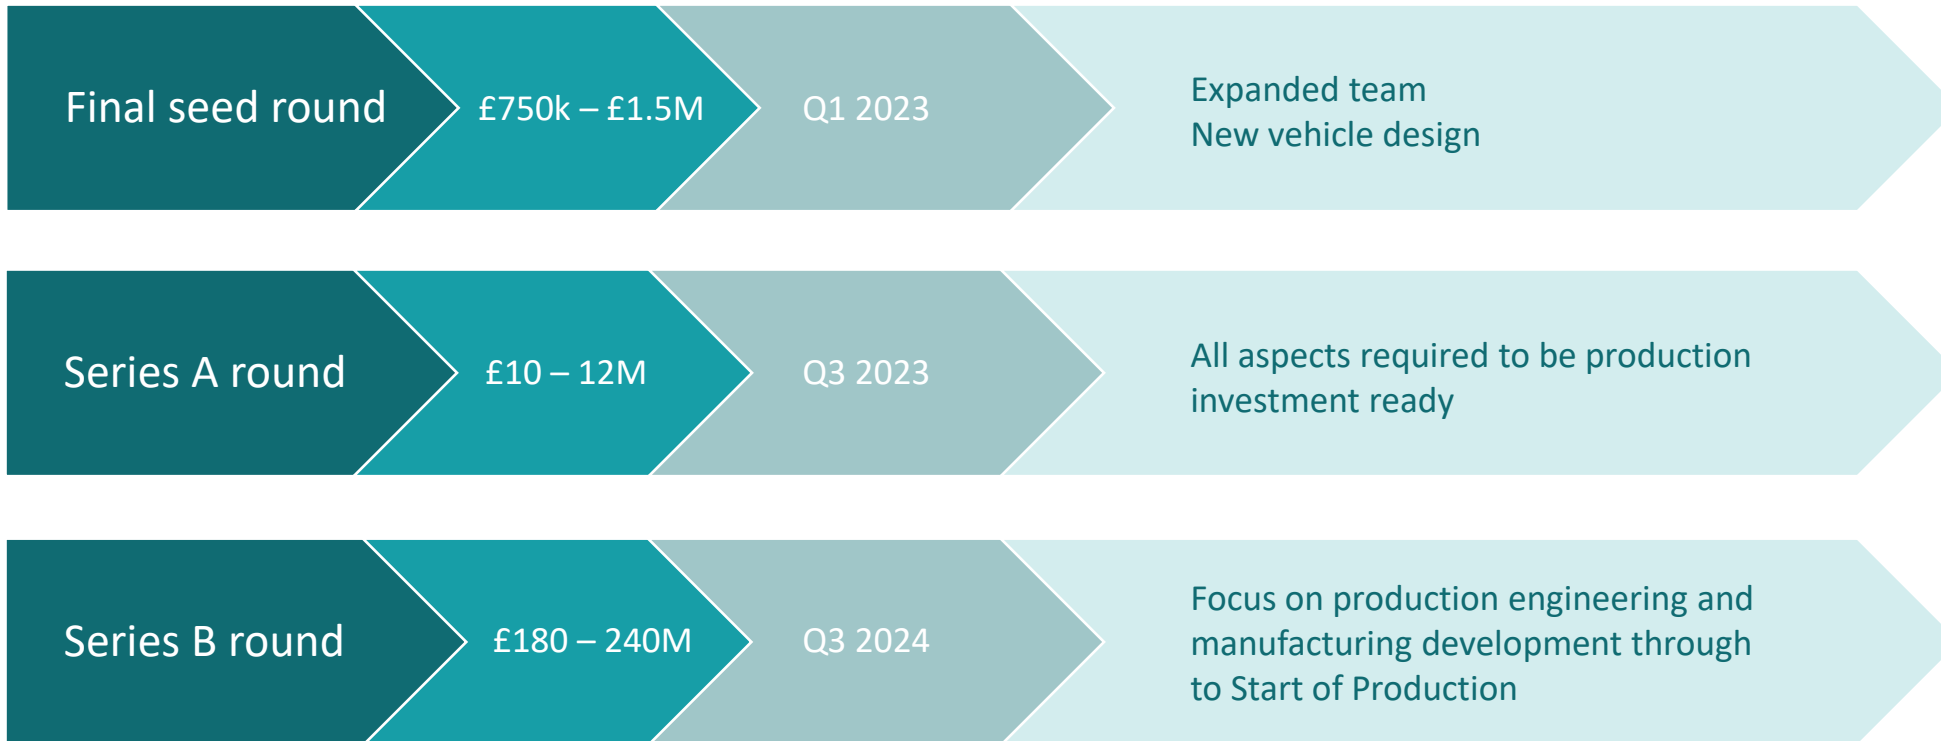 Final seed round
£750k – £1.5M
Q1 2023
Expanded team
New vehicle design
Series A round
£10 – 12M
Q3 2023
All aspects required to be production
investment ready
Series B round
£180 – 240M
Q3 2024
Focus on production engineering and
manufacturing development through
to Start of Production